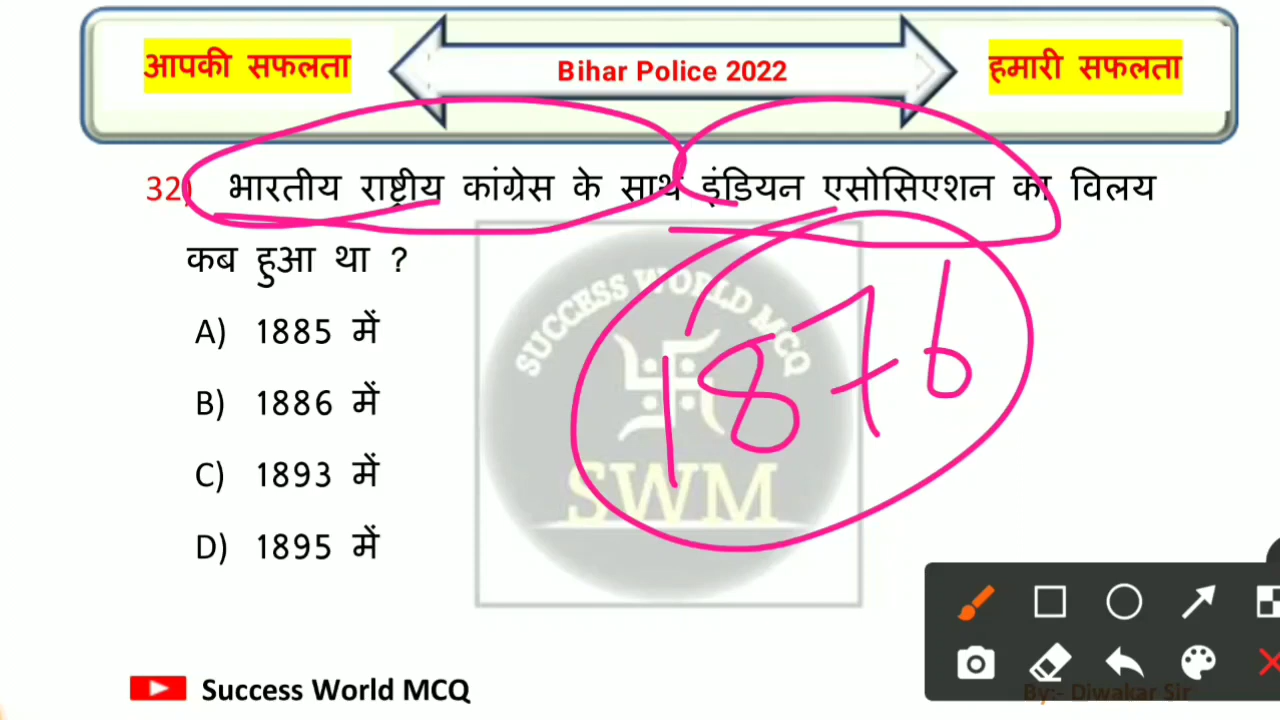 आपकी सफलता
Bihar Police 2022
हमारी सफलता
32) भारतीय राष्ट्रीय कांग्रेस के साथ इंडियन एसोसिएशन का विलय
कब हुआ था ?
A) 1885 में
B) 1886 में
C) 1893 में
D) 1895 में
1876
SUCCESS WORLD MCQ
SWM
Success World MCQ
By:- Diwakar Sir